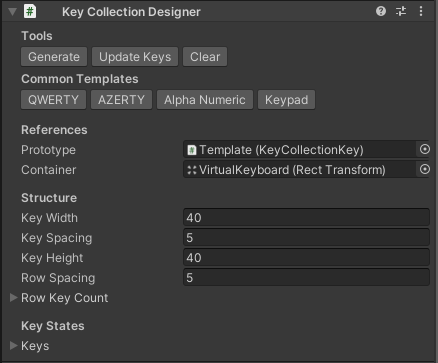 Key Collection Designer
Tools
Generate Update Keys Clear
Common Templates
QWERTY AZERTY Alpha Numeric Keypad
References
Prototype Template (KeyCollectionKey)
Container VirtualKeyboard (Rect Transform)
Structure
Key Width 40
Key Spacing 5
Key Height 40
Row Spacing 5
Row Key Count
Key States
Keys